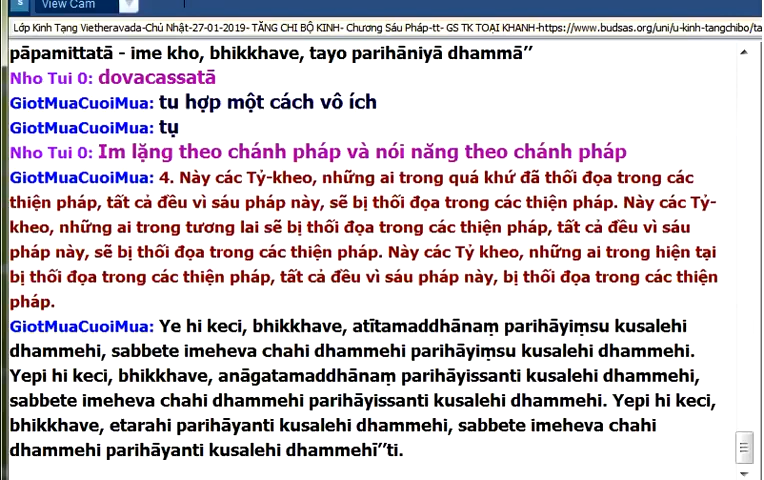 View Cam
Lớp Kinh Tạng Vietheravada-Chủ Nhật-27-01-2019- TĂNG CHI BỘ KINH- Chương Sáu Pháp-tt- GS TK TOẠI KHANH-https://www.budsas.org/uni/u-kinh-tangchibo/ta
pāpamittatā - ime kho, bhikkhave, tayo parihāniyā dhammā’’
Nho Tui 0: dovacassatā
GiotMuaCuoiMua: tu hợp một cách vô ích
GiotMuaCuoiMua: tụ
Nho Tui 0: Im lặng theo chánh pháp và nói năng theo chánh pháp
GiotMuaCuoiMua: 4. Này các Tỷ-kheo, những ai trong quá khứ đã thối đọa trong các
thiện pháp, tất cả đều vì sáu pháp này, sẽ bị thối đọa trong các thiện pháp. Này các Tỷ-
kheo, những ai trong tương lai sẽ bị thối đọa trong các thiện pháp, tất cả đều vì sáu
pháp này, sẽ bị thối đọa trong các thiện pháp. Này các Tỷ kheo, những ai trong hiện tại
bị thối đọa trong các thiện pháp, tất cả đều vì sáu pháp này, bị thối đọa trong các thiện
pháp.
GiotMuaCuoiMua: Ye hi keci, bhikkhave, atītamaddhānaṃ parihāyiṃsu kusalehi
dhammehi, sabbete imeheva chahi dhammehi parihāyiṃsu kusalehi dhammehi.
Yepi hi keci, bhikkhave, anāgatamaddhānaṃ parihāyissanti kusalehi dhammehi,
sabbete imeheva chahi dhammehi parihāyissanti kusalehi dhammehi. Yepi hi keci,
bhikkhave, etarahi parihāyanti kusalehi dhammehi, sabbete imeheva chahi
dhammehi parihāyanti kusalehi dhammehī’’ti.